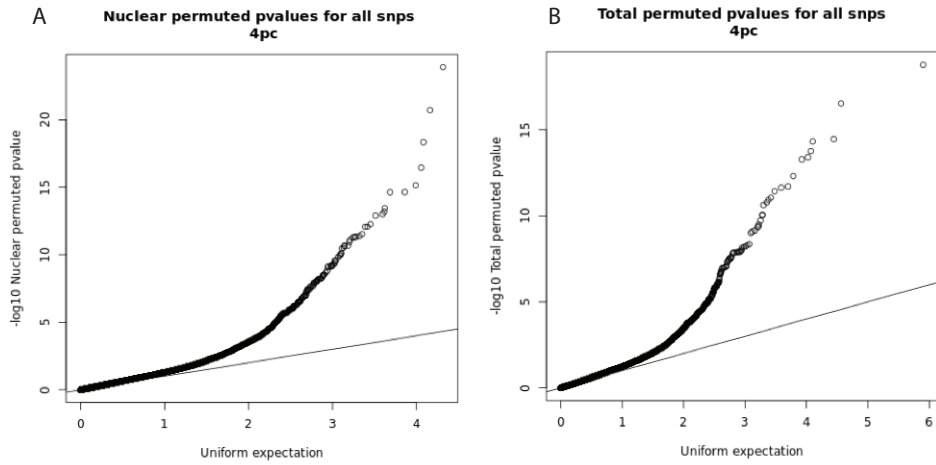 A
Nuclear permuted pvalues for all snps
4pc
-log10 Nuclear permuted pvalue
20
15
10
5
0
0 1 2 3 4
Uniform expectation
B
Total permuted pvalues for all snps
4pc
-log10 Total permuted pvalue
15
10
5
0
0 1 2 3 4 5 6
Uniform expectation